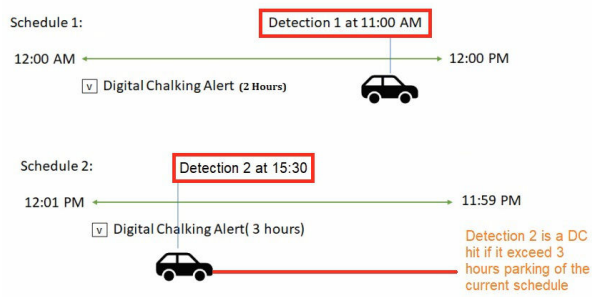 Schedule 1:
Detection 1 at 11:00 AM
12:00 AM
12:00 PM
v Digital Chalking Alert (2 Hours)
Schedule 2:
Detection 2 at 15:30
12:01 PM
11:59 PM
v Digital Chalking Alert( 3 hours)
Detection 2 is a DC
hit if it exceed 3
hours parking of the
current schedule